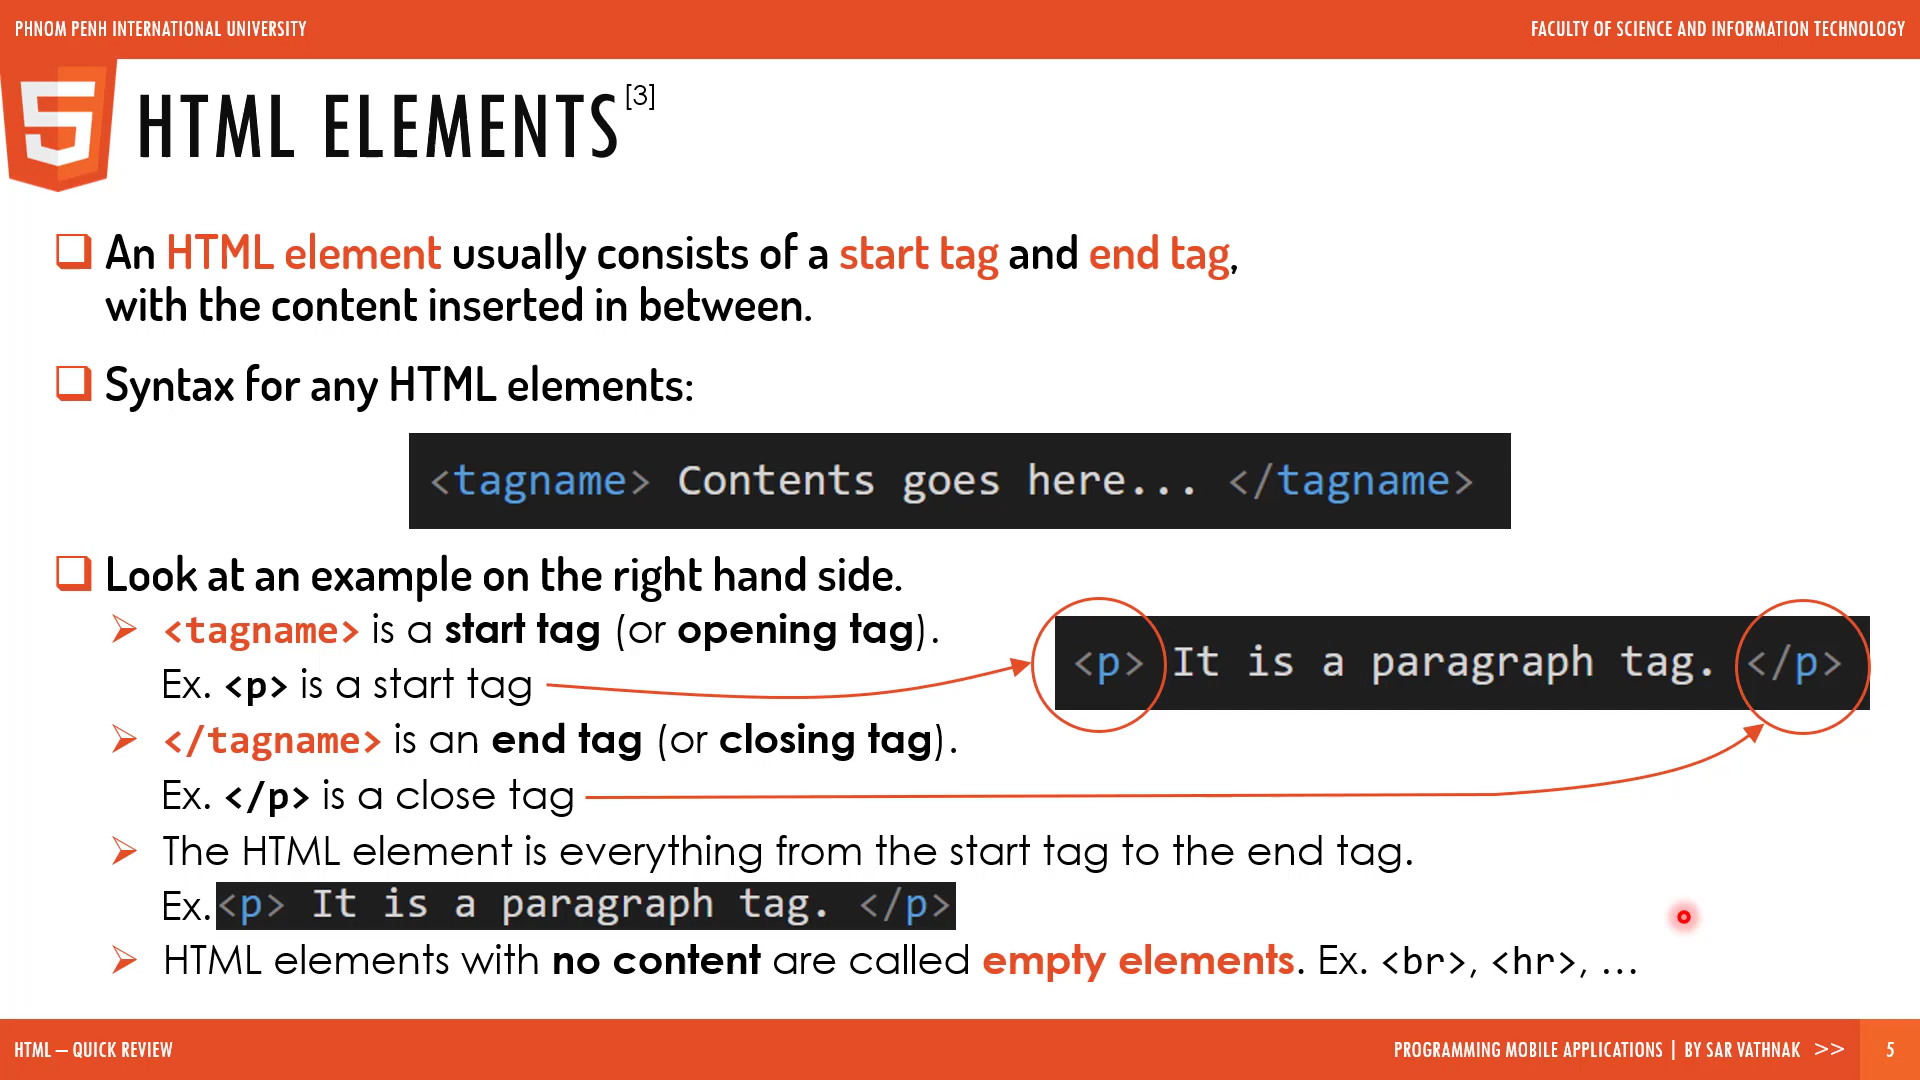 PHNOM PENH INTERNATIONAL UNIVERSITY
FACULTY OF SCIENCE AND INFORMATION TECHNOLOGY
HTML ELEMENTS [3]
An HTML element usually consists of a start tag and end tag,
with the content inserted in between.
Syntax for any HTML elements:
<tagname> Contents goes here... </tagname>
Look at an example on the right hand side.
<tagname> is a start tag (or opening tag).
Ex. <p> is a start tag
<p> It is a paragraph tag. </p>
</tagname> is an end tag (or closing tag).
Ex. </p> is a close tag
The HTML element is everything from the start tag to the end tag.
Ex. <p> It is a paragraph tag. </p>
HTML elements with no content are called empty elements. Ex. <br>, <hr>, ...
HTML – QUICK REVIEW
PROGRAMMING MOBILE APPLICATIONS | BY SAR VATHNAK >> 5